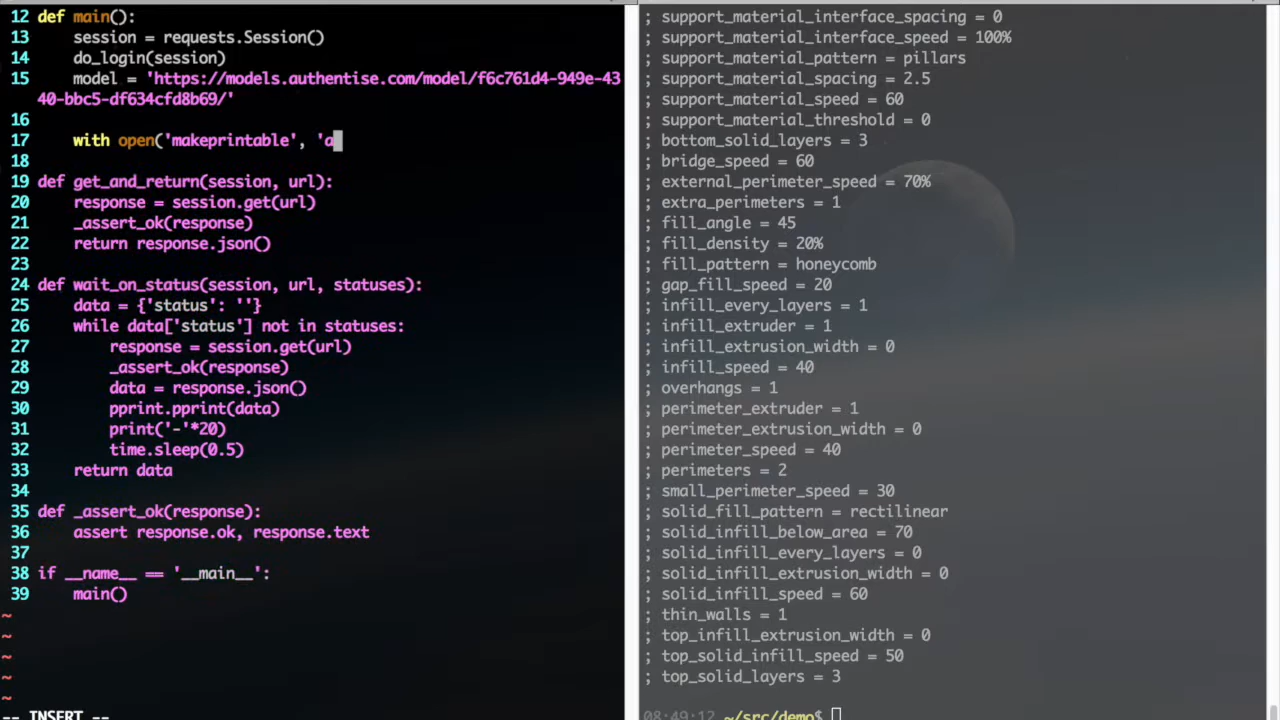 12 def main():
13     session = requests.Session()
14     do_login(session)
15     model = 'https://models.authentise.com/model/f6c761d4-949e-43
40-bbc5-df634cfd8b69/'
16
17     with open('makeprintable', 'a
18
19 def get_and_return(session, url):
20     response = session.get(url)
21     _assert_ok(response)
22     return response.json()
23
24 def wait_on_status(session, url, statuses):
25     data = {'status': ''}
26     while data['status'] not in statuses:
27         response = session.get(url)
28         _assert_ok(response)
29         data = response.json()
30         pprint.pprint(data)
31         print('-'*20)
32         time.sleep(0.5)
33     return data
34
35 def _assert_ok(response):
36     assert response.ok, response.text
37
38 if __name__ == '__main__':
39     main()
~
~
~
~
~
-- INSERT --
; support_material_interface_spacing = 0
; support_material_interface_speed = 100%
; support_material_pattern = pillars
; support_material_spacing = 2.5
; support_material_speed = 60
; support_material_threshold = 0
; bottom_solid_layers = 3
; bridge_speed = 60
; external_perimeter_speed = 70%
; extra_perimeters = 1
; fill_angle = 45
; fill_density = 20%
; fill_pattern = honeycomb
; gap_fill_speed = 20
; infill_every_layers = 1
; infill_extruder = 1
; infill_extrusion_width = 0
; infill_speed = 40
; overhangs = 1
; perimeter_extruder = 1
; perimeter_extrusion_width = 0
; perimeter_speed = 40
; perimeters = 2
; small_perimeter_speed = 30
; solid_fill_pattern = rectilinear
; solid_infill_below_area = 70
; solid_infill_every_layers = 0
; solid_infill_extrusion_width = 0
; solid_infill_speed = 60
; thin_walls = 1
; top_infill_extrusion_width = 0
; top_solid_infill_speed = 50
; top_solid_layers = 3
08:49:12 ~/src/demo$